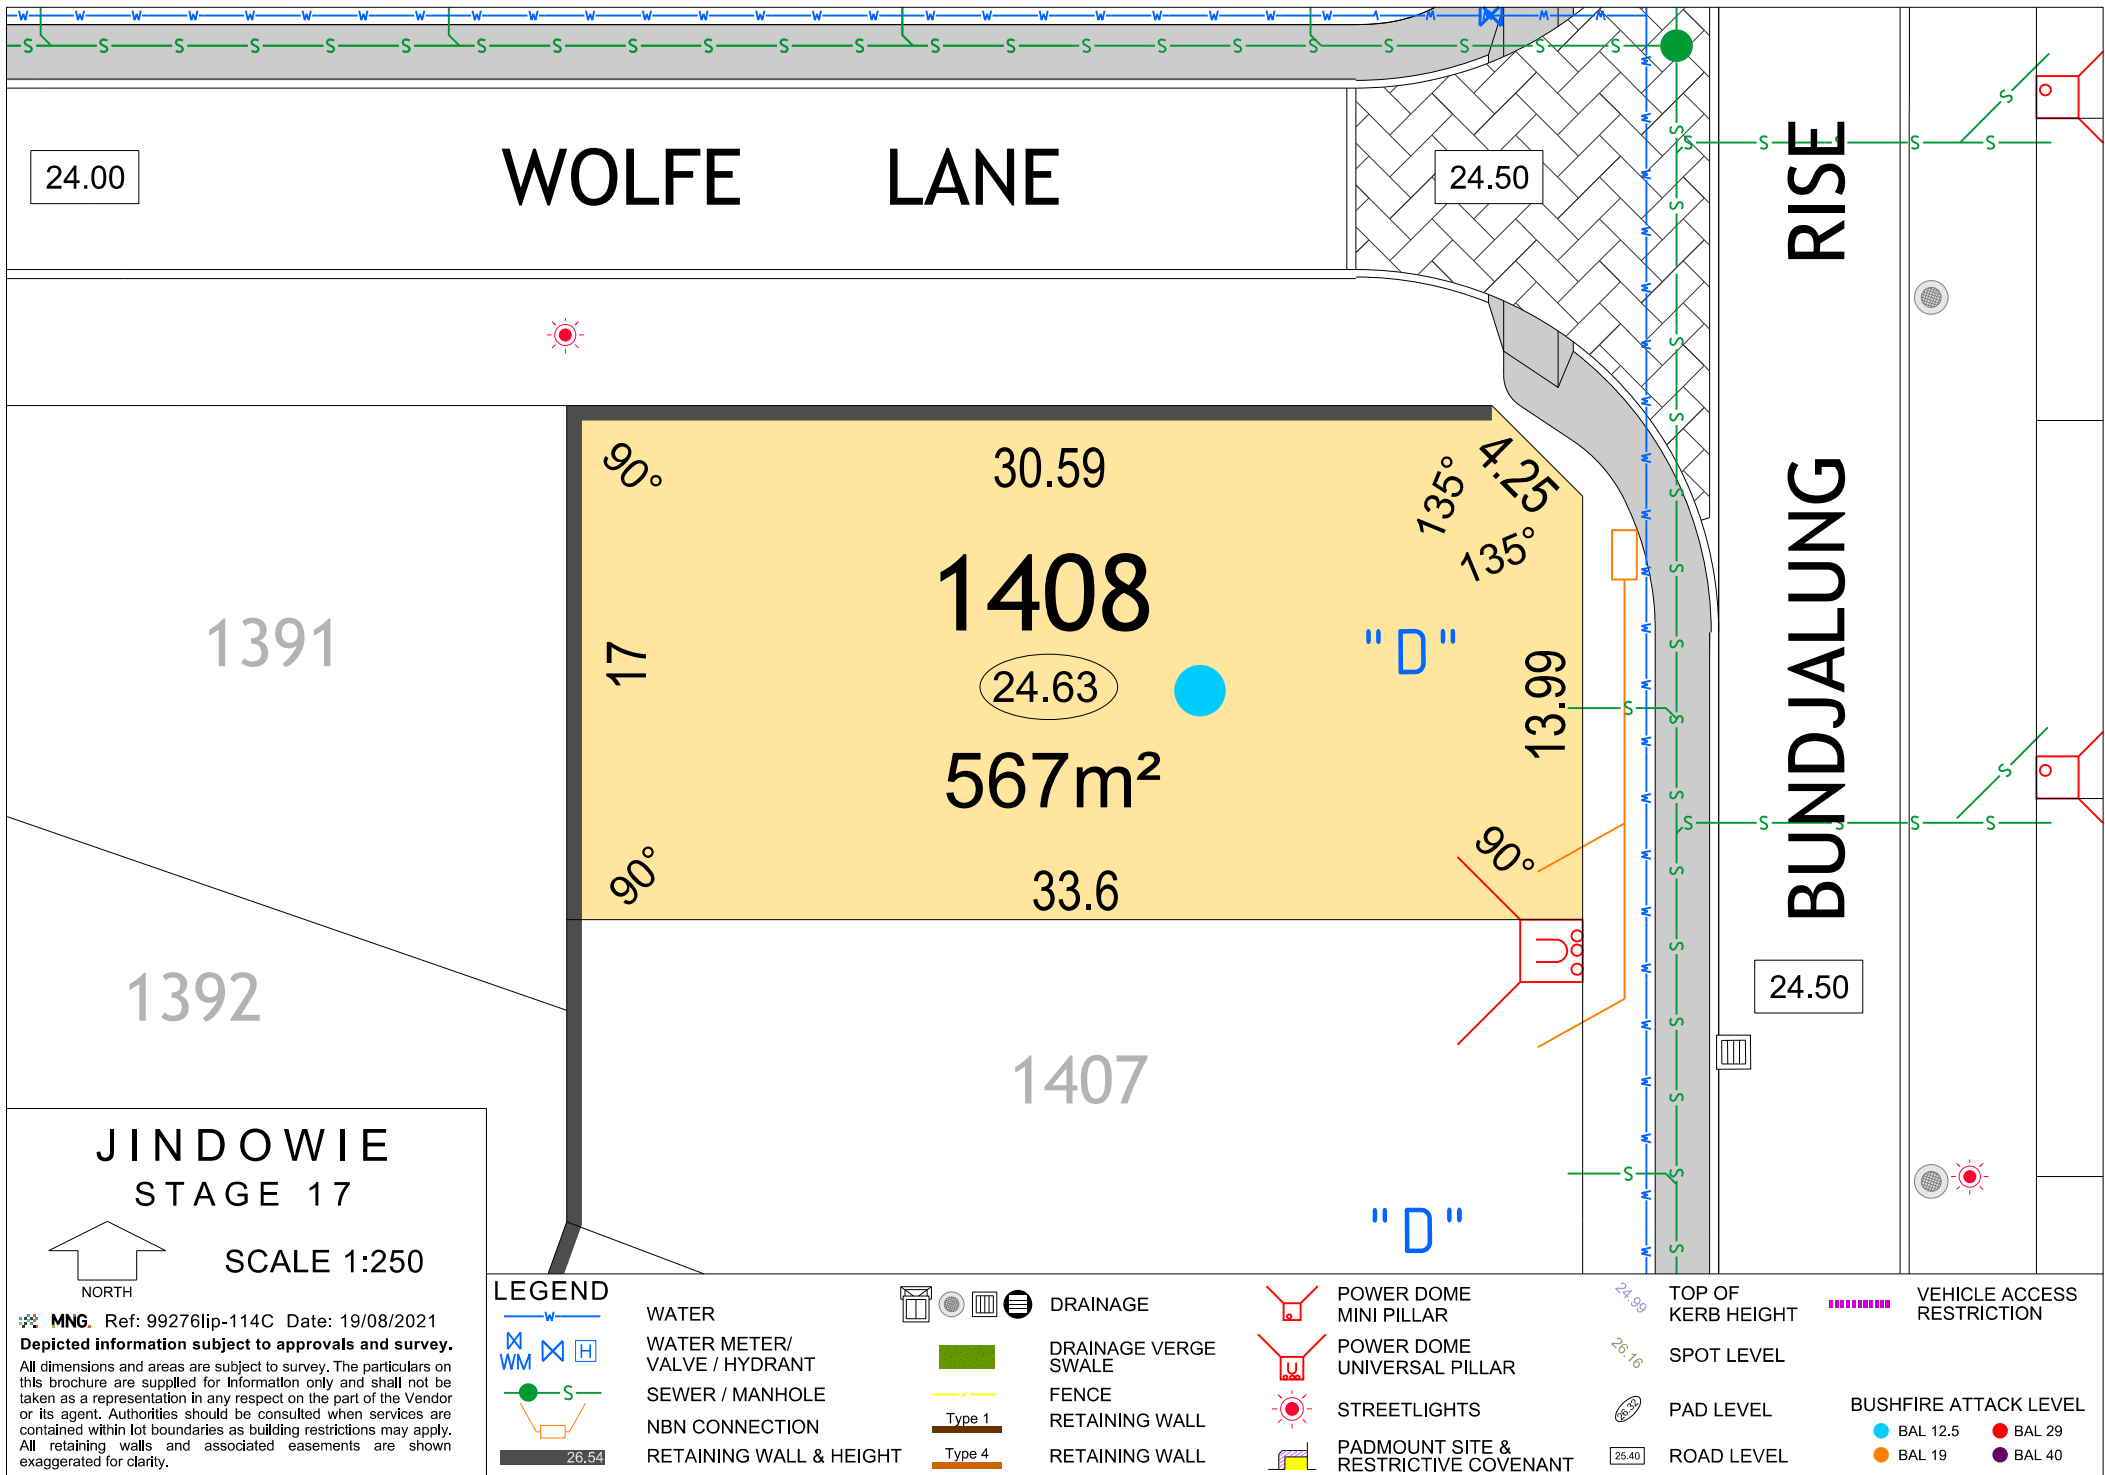 WOLFE LANE
24.00
24.50
RISE
BUNDJALUNG
24.50
1391
1392
1407
90°
30.59
4.25
135°
135°
1408
17
24.63
"D"
13.99
567m²
90°
33.6
90°
"D"
JINDOWIE
STAGE 17
SCALE 1:250
NORTH
MNG. Ref: 99276lip-114C Date: 19/08/2021
Depicted information subject to approvals and survey.
All dimensions and areas are subject to survey. The particulars on
this brochure are supplied for information only and shall not be
taken as a representation in any respect on the part of the Vendor
or its agent. Authorities should be consulted when services are
contained within lot boundaries as building restrictions may apply.
All retaining walls and associated easements are shown
exaggerated for clarity.
LEGEND
W WATER
WM H WATER METER/
VALVE / HYDRANT
S SEWER / MANHOLE
NBN CONNECTION
26.54 RETAINING WALL & HEIGHT
DRAINAGE
DRAINAGE VERGE
SWALE
FENCE
Type 1 RETAINING WALL
Type 4 RETAINING WALL
POWER DOME
MINI PILLAR
POWER DOME
UNIVERSAL PILLAR
STREETLIGHTS
PADMOUNT SITE &
RESTRICTIVE COVENANT
24.99 TOP OF
KERB HEIGHT
26.16 SPOT LEVEL
26.32 PAD LEVEL
25.40 ROAD LEVEL
VEHICLE ACCESS
RESTRICTION
BUSHFIRE ATTACK LEVEL
BAL 12.5 BAL 29
BAL 19 BAL 40